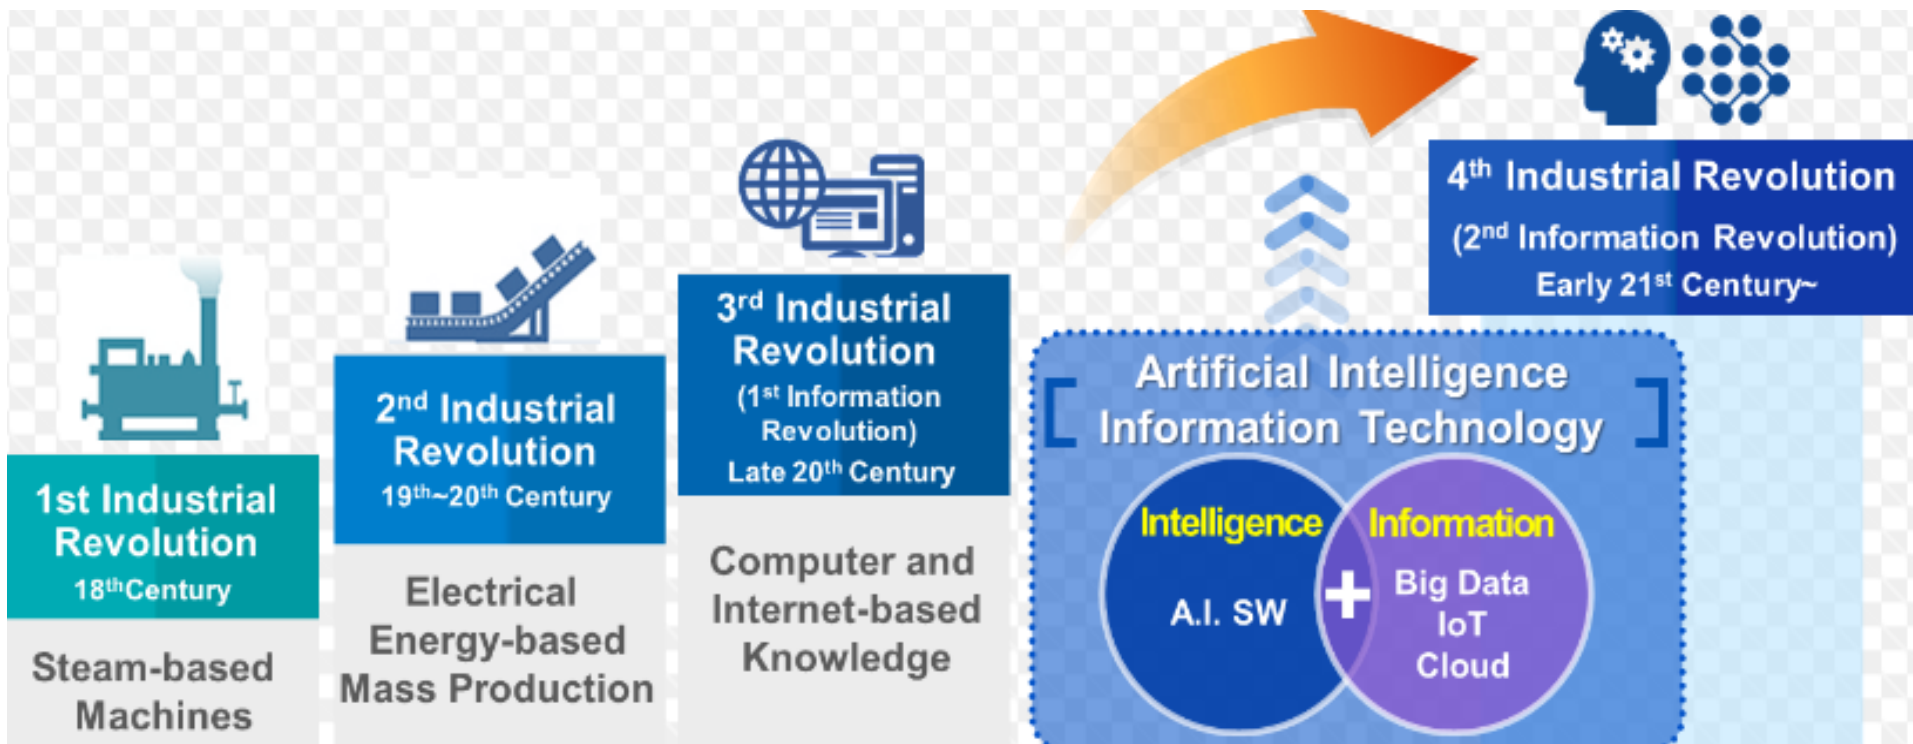 1st Industrial
Revolution
18thCentury
Steam-based
Machines
2nd Industrial
Revolution
19th~20th Century
Electrical
Energy-based
Mass Production
3rd Industrial
Revolution
(1st Information
Revolution)
Late 20th Century
Computer and
Internet-based
Knowledge
4th Industrial Revolution
(2nd Information Revolution)
Early 21st Century~
Artificial Intelligence
Information Technology
Intelligence
A.I. SW
+
Information
Big Data
IoT
Cloud